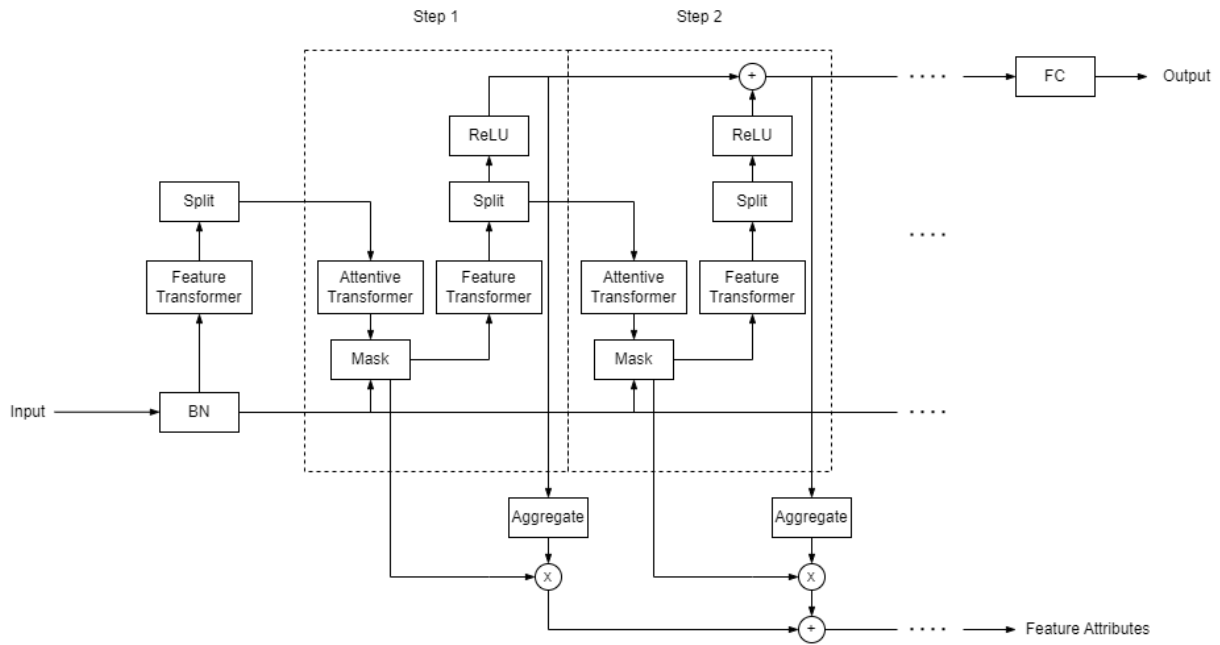 Step 1
Step 2
+
. . . .
FC
Output
ReLU
ReLU
Split
Split
Split
. . . .
Feature
Transformer
Attentive
Transformer
Feature
Transformer
Attentive
Transformer
Feature
Transformer
Mask
Mask
Input
BN
. . . .
Aggregate
Aggregate
X
X
+
. . . .
Feature Attributes